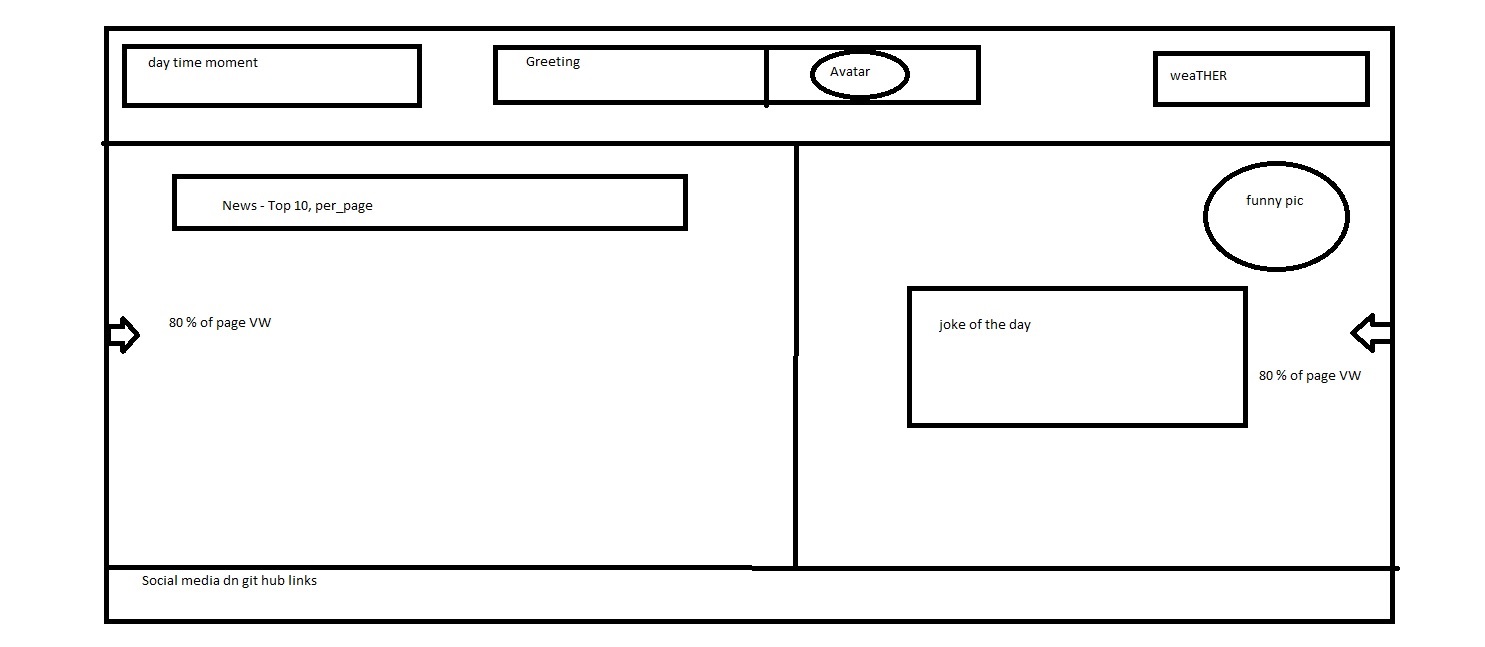 day time moment
Greeting
Avatar
weaTHER
News - Top 10, per_page
funny pic
80 % of page VW
joke of the day
80 % of page VW
Social media dn git hub links